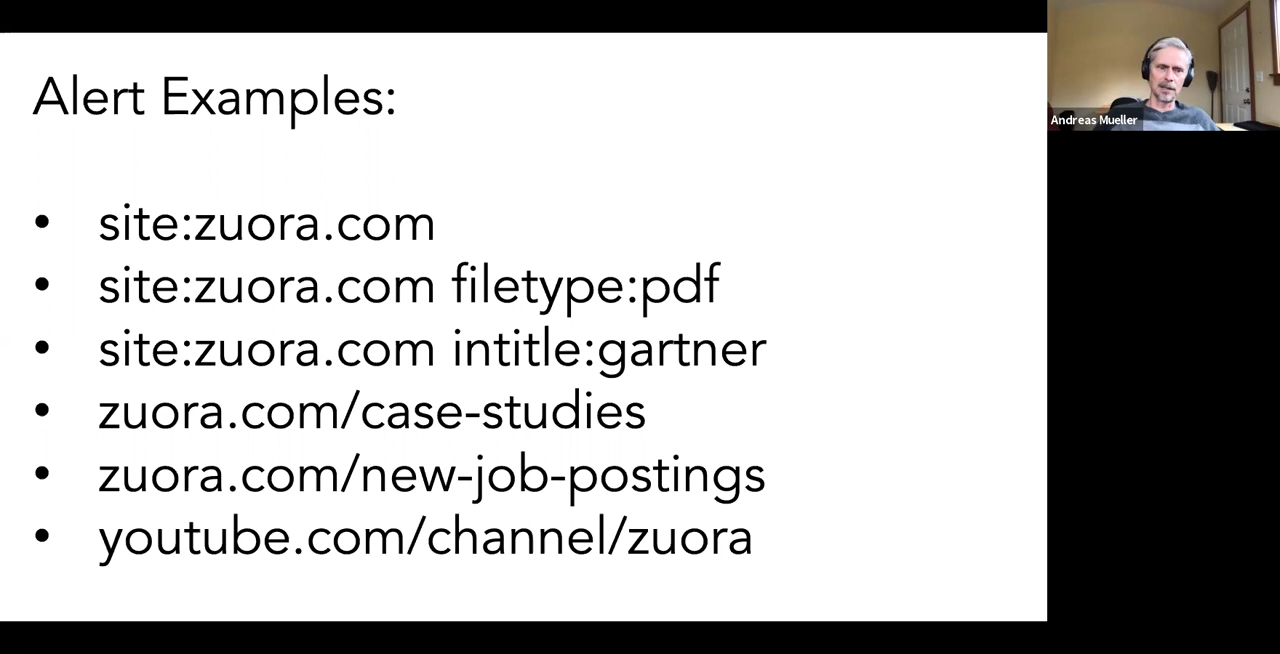 Alert Examples:
• site:zuora.com
• site:zuora.com filetype:pdf
• site:zuora.com intitle:gartner
• zuora.com/case-studies
• zuora.com/new-job-postings
• youtube.com/channel/zuora
Andreas Mueller